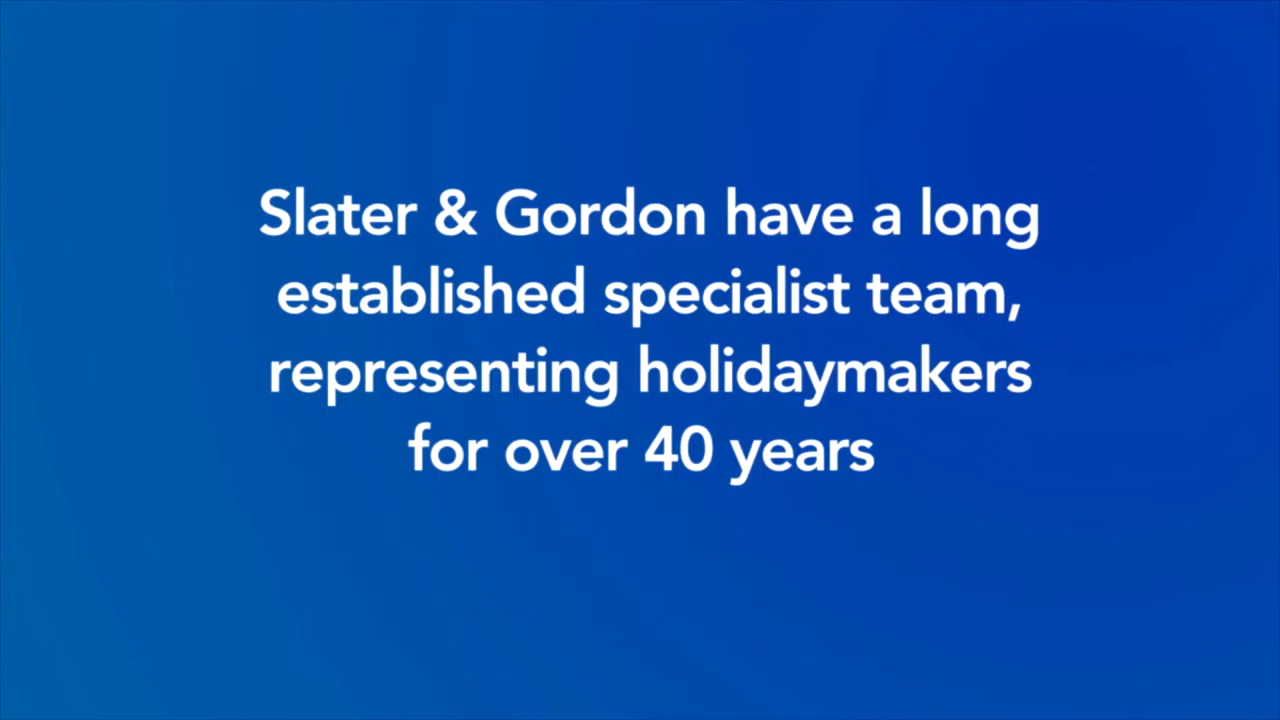 Slater & Gordon have a long
established specialist team,
representing holidaymakers
for over 40 years